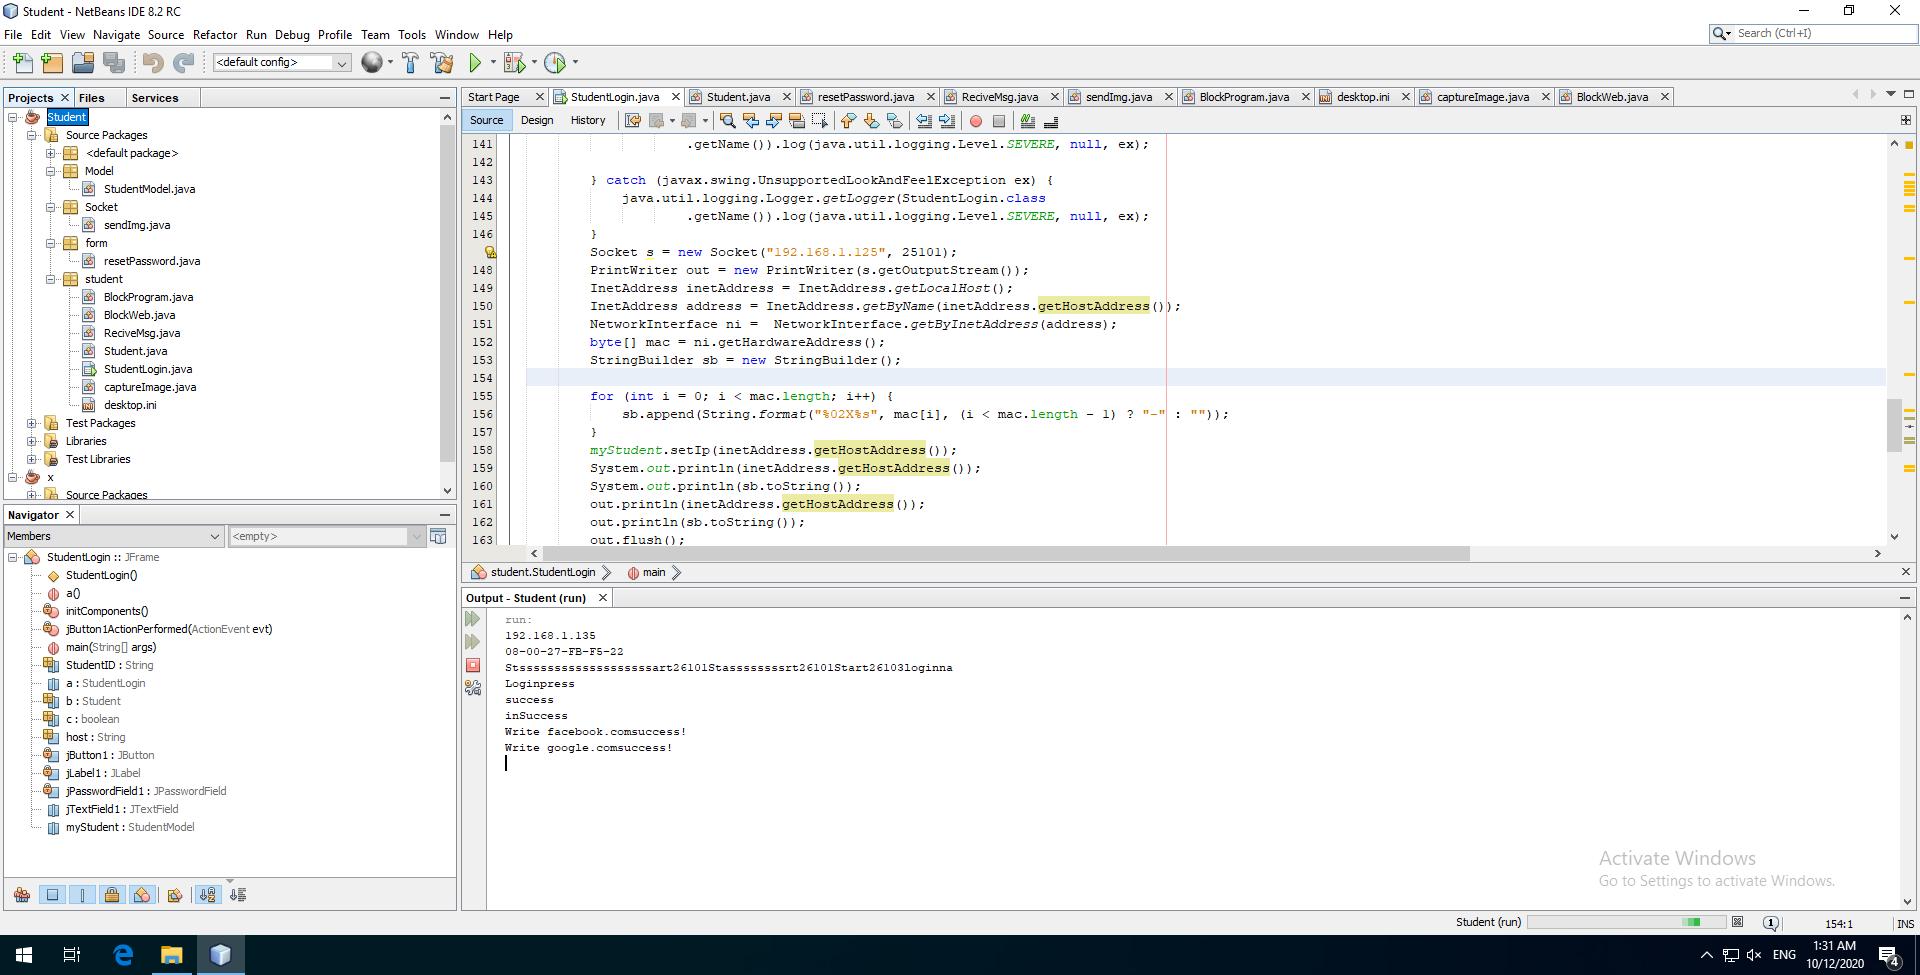 Student - NetBeans IDE 8.2 RC
File Edit View Navigate Source Refactor Run Debug Profile Team Tools Window Help
Search (Ctrl+I)
<default config>
Projects Files Services
Student
Source Packages
<default package>
Model
StudentModel.java
Socket
sendImg.java
form
resetPassword.java
student
BlockProgram.java
BlockWeb.java
ReciveMsg.java
Student.java
StudentLogin.java
captureImage.java
desktop.ini
Test Packages
Libraries
Test Libraries
x
Source Packages
Navigator
Members
<empty>
StudentLogin :: JFrame
StudentLogin()
a()
initComponents()
jButton1ActionPerformed(ActionEvent evt)
main(String[] args)
StudentID : String
a : StudentLogin
b : Student
c : boolean
host : String
jButton1 : JButton
jLabel1 : JLabel
jPasswordField1 : JPasswordField
jTextField1 : JTextField
myStudent : StudentModel
Start Page StudentLogin.java Student.java resetPassword.java ReciveMsg.java sendImg.java BlockProgram.java desktop.ini captureImage.java BlockWeb.java
Source Design History
141 .getName()).log(java.util.logging.Level.SEVERE, null, ex);
142
143 } catch (javax.swing.UnsupportedLookAndFeelException ex) {
144 java.util.logging.Logger.getLogger(StudentLogin.class
145 .getName()).log(java.util.logging.Level.SEVERE, null, ex);
146 }
Socket s = new Socket("192.168.1.125", 25101);
148 PrintWriter out = new PrintWriter(s.getOutputStream());
149 InetAddress inetAddress = InetAddress.getLocalHost();
150 InetAddress address = InetAddress.getByName(inetAddress.getHostAddress());
151 NetworkInterface ni = NetworkInterface.getByInetAddress(address);
152 byte[] mac = ni.getHardwareAddress();
153 StringBuilder sb = new StringBuilder();
154
155 for (int i = 0; i < mac.length; i++) {
156 sb.append(String.format("%02X%s", mac[i], (i < mac.length - 1) ? "-" : ""));
157 }
158 myStudent.setIp(inetAddress.getHostAddress());
159 System.out.println(inetAddress.getHostAddress());
160 System.out.println(sb.toString());
161 out.println(inetAddress.getHostAddress());
162 out.println(sb.toString());
163 out.flush();
student.StudentLogin main
Output - Student (run)
run:
192.168.1.135
08-00-27-FB-F5-22
Stssssssssssssssssssart26101Stassssssssrt26101Start26103loginna
Loginpress
success
inSuccess
Write facebook.comsuccess!
Write google.comsuccess!
Activate Windows
Go to Settings to activate Windows.
Student (run) 1 154:1 INS
ENG
1:31 AM
10/12/2020
4